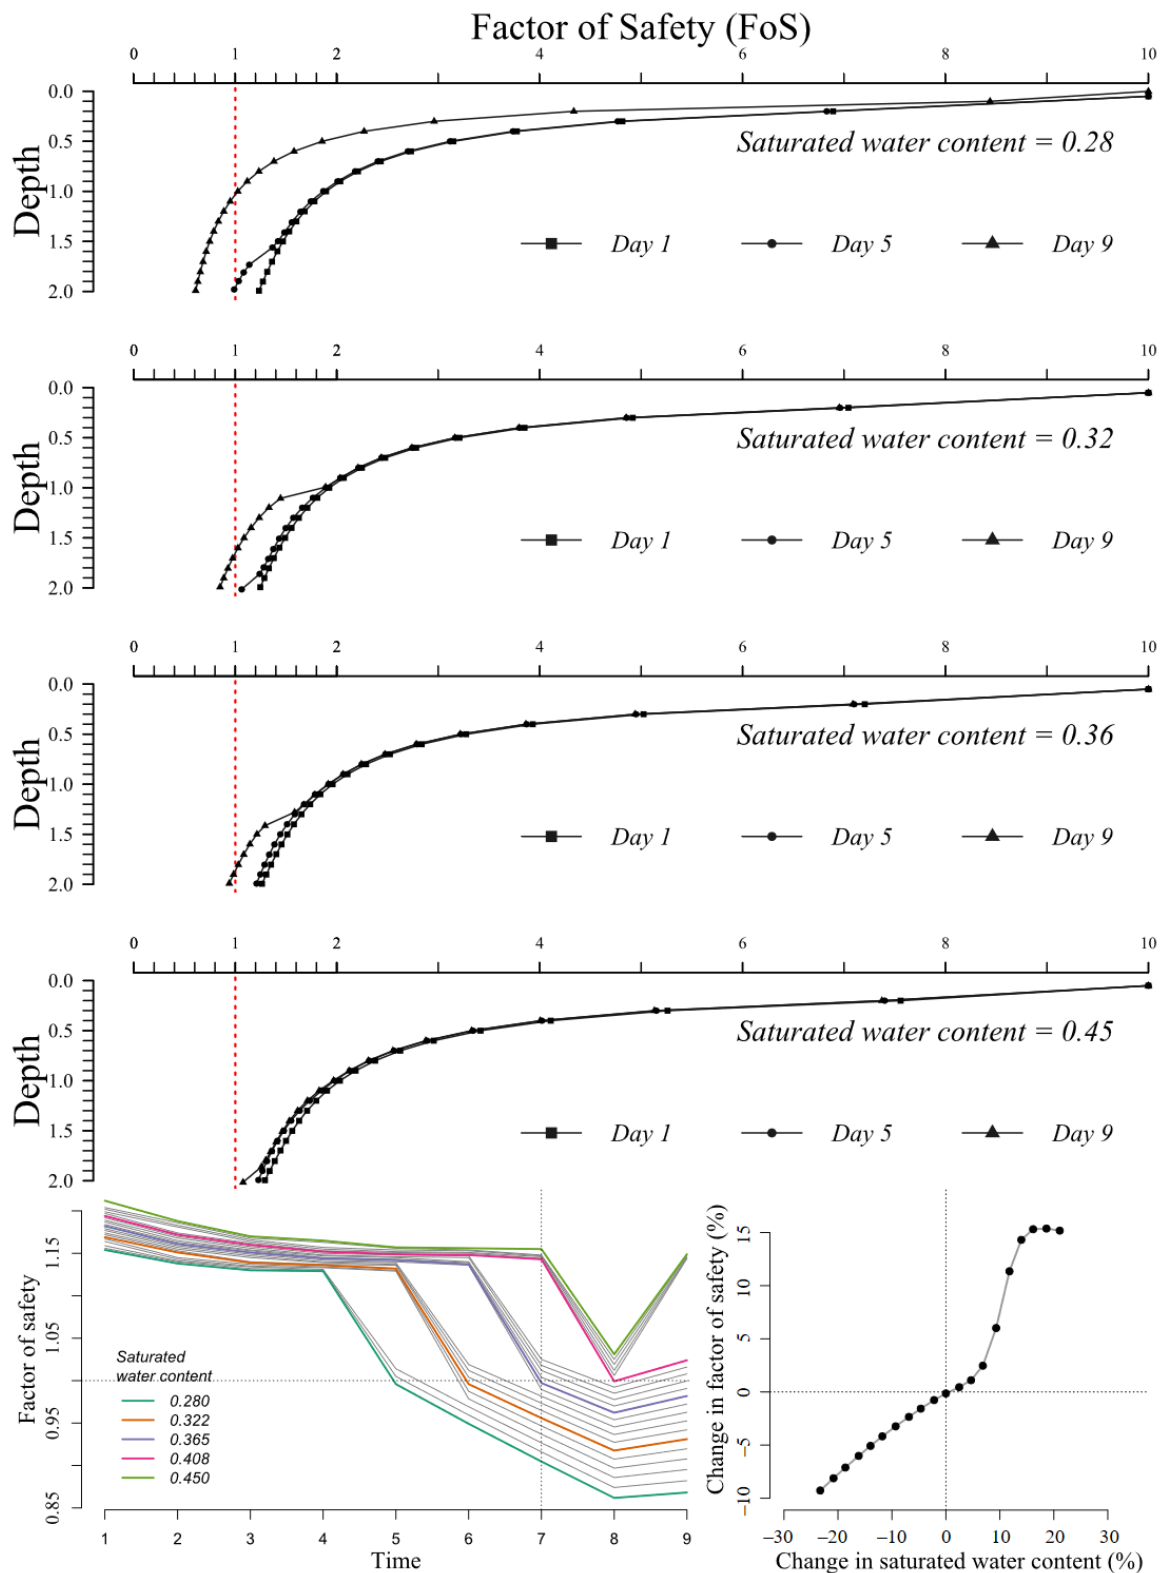 Factor of Safety (FoS)
0 1 2 4 6 8 10
Depth
0.0
0.5
1.0
1.5
2.0
Saturated water content = 0.28
Day 1 Day 5 Day 9
0 1 2 4 6 8 10
Depth
0.0
0.5
1.0
1.5
2.0
Saturated water content = 0.32
Day 1 Day 5 Day 9
0 1 2 4 6 8 10
Depth
0.0
0.5
1.0
1.5
2.0
Saturated water content = 0.36
Day 1 Day 5 Day 9
0 1 2 4 6 8 10
Depth
0.0
0.5
1.0
1.5
2.0
Saturated water content = 0.45
Day 1 Day 5 Day 9
Factor of safety
1.15
1.05
0.95
0.85
Saturated
water content
0.280
0.322
0.365
0.408
0.450
1 2 3 4 5 6 7 8 9
Time
Change in factor of safety (%)
15
10
5
0
−5
−10
−30 −20 −10 0 10 20 30
Change in saturated water content (%)